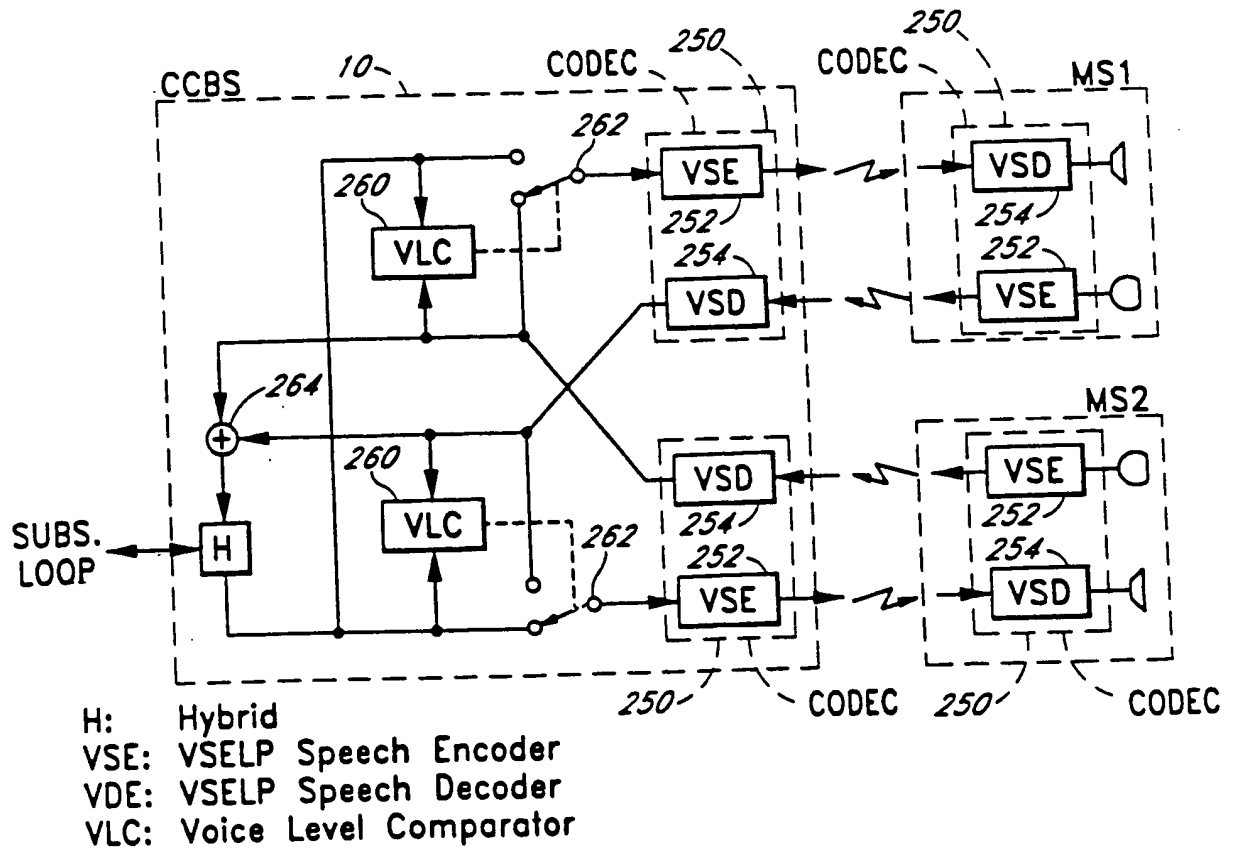 CCBS
10
CODEC
250
CODEC
250
MS1
262
260
VLC
VSE
252
254
VSD
VSD
254
252
VSE
264
+
260
VLC
262
MS2
VSD
254
252
VSE
VSE
252
254
VSD
SUBS.
LOOP
H
250
CODEC
250
CODEC
H: Hybrid
VSE: VSELP Speech Encoder
VDE: VSELP Speech Decoder
VLC: Voice Level Comparator